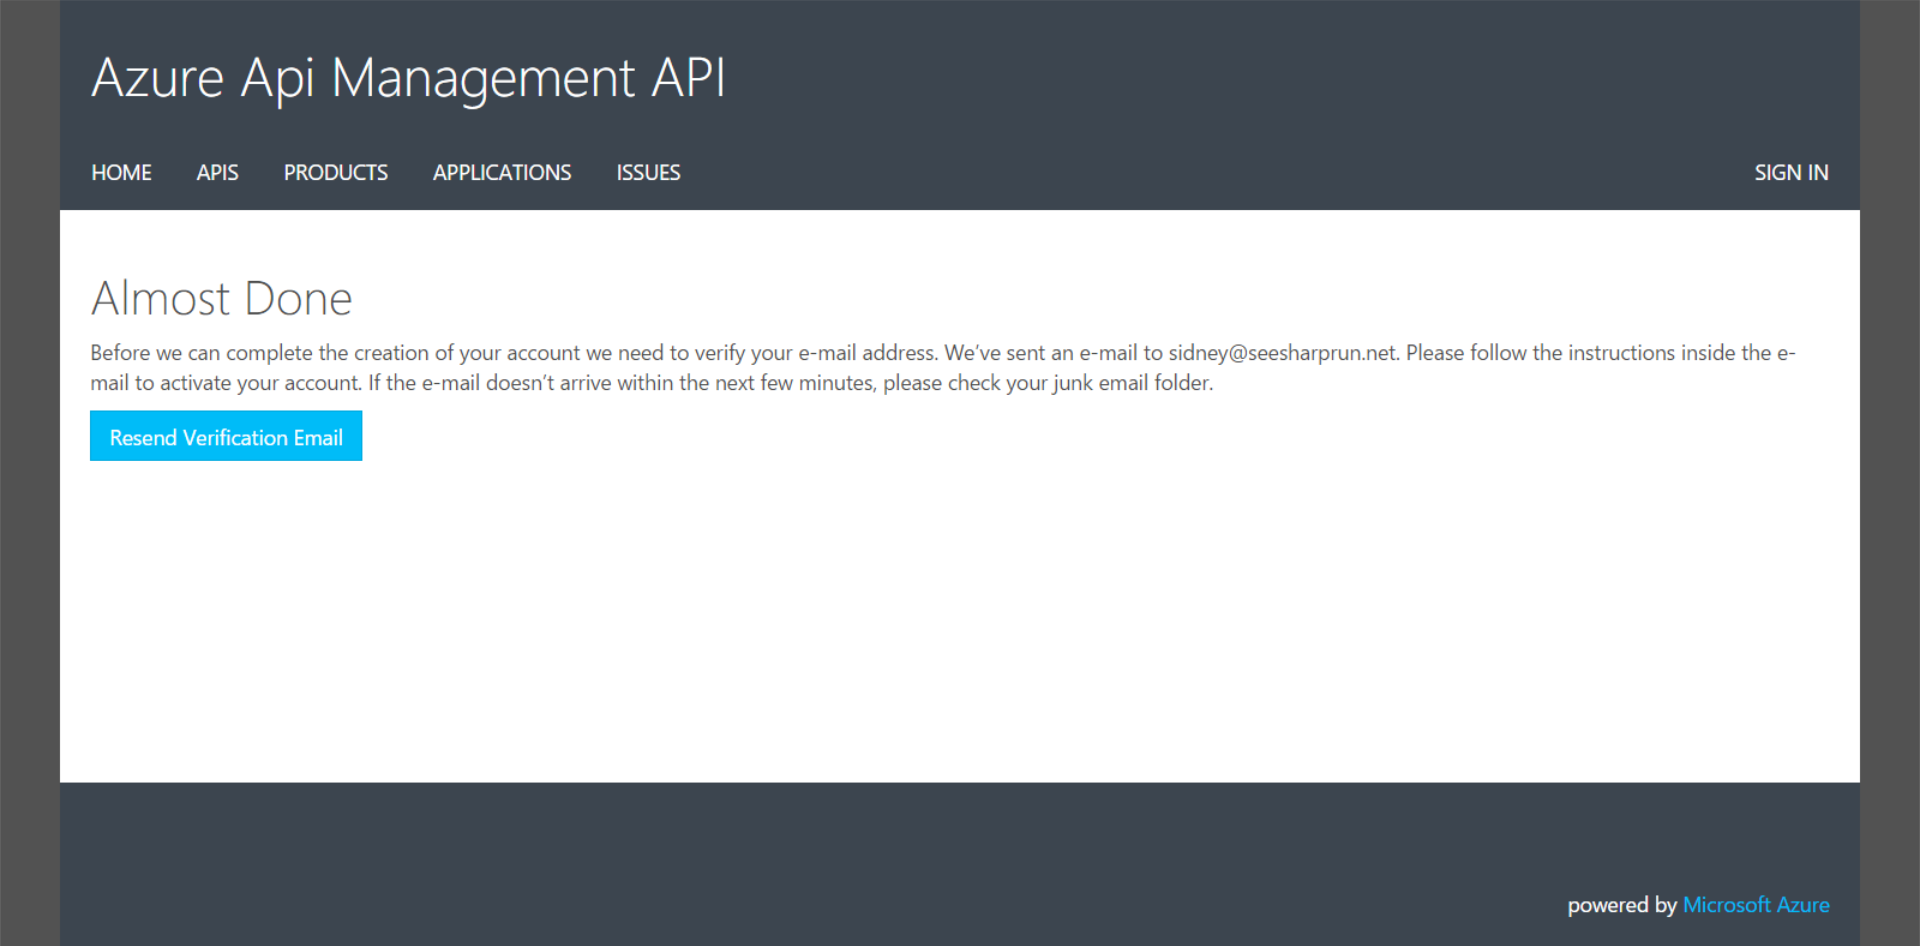 Azure Api Management API
HOME APIS PRODUCTS APPLICATIONS ISSUES SIGN IN
Almost Done
Before we can complete the creation of your account we need to verify your e-mail address. We’ve sent an e-mail to sidney@seesharprun.net. Please follow the instructions inside the e-
mail to activate your account. If the e-mail doesn’t arrive within the next few minutes, please check your junk email folder.
Resend Verification Email
powered by Microsoft Azure